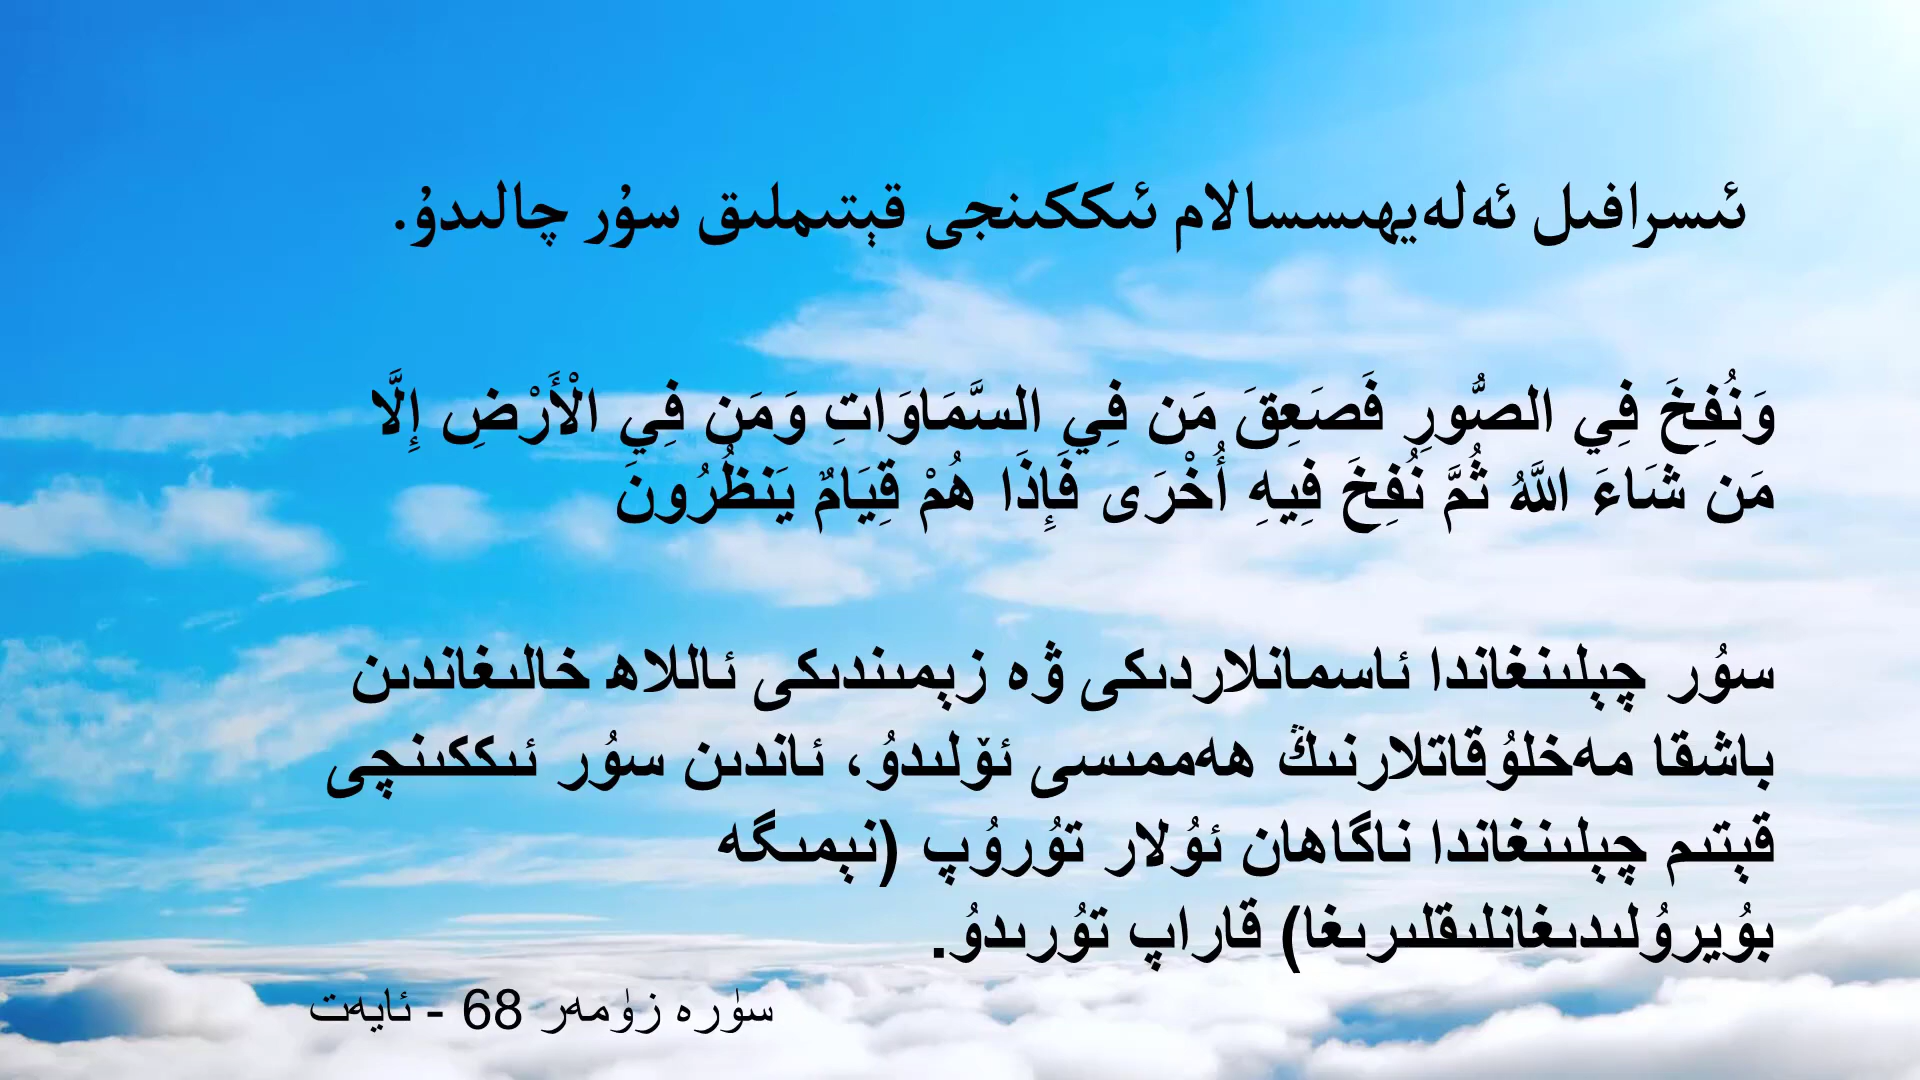 ئىسرافىل ئەلەيھىسسالام ئىككىنجى قېتىملىق سۇر چالىدۇ.
وَنُفِخَ فِي الصُّورِ فَصَعِقَ مَن فِي السَّمَاوَاتِ وَمَن فِي الْأَرْضِ إِلَّا
مَن شَاءَ اللَّهُ ثُمَّ نُفِخَ فِيهِ أُخْرَى فَإِذَا هُمْ قِيَامٌ يَنظُرُونَ
سۇر چېلىنغاندا ئاسمانلاردىكى ۋە زېمىندىكى ئاللاھ خالىغاندىن
باشقا مەخلۇقاتلارنىڭ ھەممىسى ئۆلىدۇ، ئاندىن سۇر ئىككىنچى
قېتىم چېلىنغاندا ناگاھان ئۇلار تۇرۇپ (نېمىگە
بۇيرۇلىدىغانلىقلىرىغا) قاراپ تۇرىدۇ.
سۈرە زۈمەر 68 - ئايەت